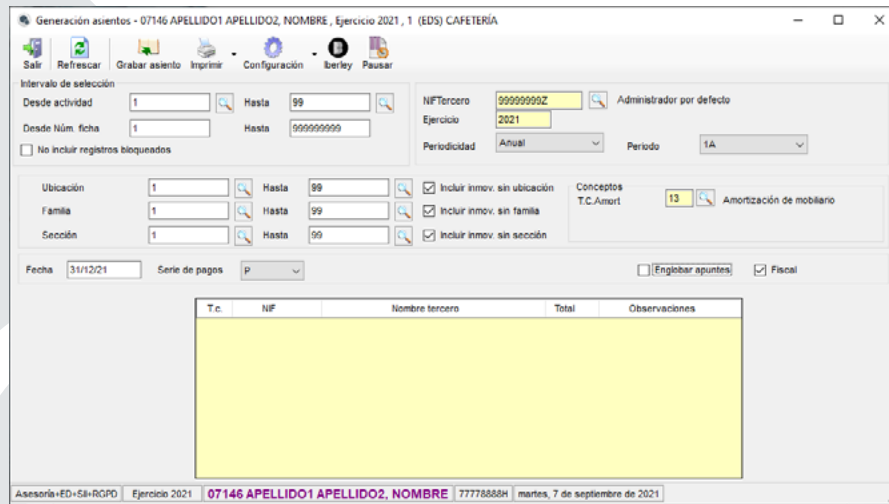 Generación asientos - 07146 APELLIDO1 APELLIDO2, NOMBRE , Ejercicio 2021 , 1 (EDS) CAFETERÍA
Salir Refrescar Grabar asiento Imprimir Configuración Iberley Pausar
Intervalo de selección
Desde actividad 1 Hasta 99
Desde Núm. ficha 1 Hasta 999999999
No incluir registros bloqueados
NIFTercero 99999999Z Administrador por defecto
Ejercicio 2021
Periodicidad Anual Periodo 1A
Ubicación 1 Hasta 99 Incluir inmov. sin ubicación
Familia 1 Hasta 99 Incluir inmov. sin familia
Sección 1 Hasta 99 Incluir inmov. sin sección
Conceptos
T.C.Amort 13 Amortización de mobiliario
Fecha 31/12/21 Serie de pagos P Englobar apuntes Fiscal
T.c. NIF Nombre tercero Total Observaciones
Asesoría+ED+SII+RGPD Ejercicio 2021 07146 APELLIDO1 APELLIDO2, NOMBRE 77778888H martes, 7 de septiembre de 2021